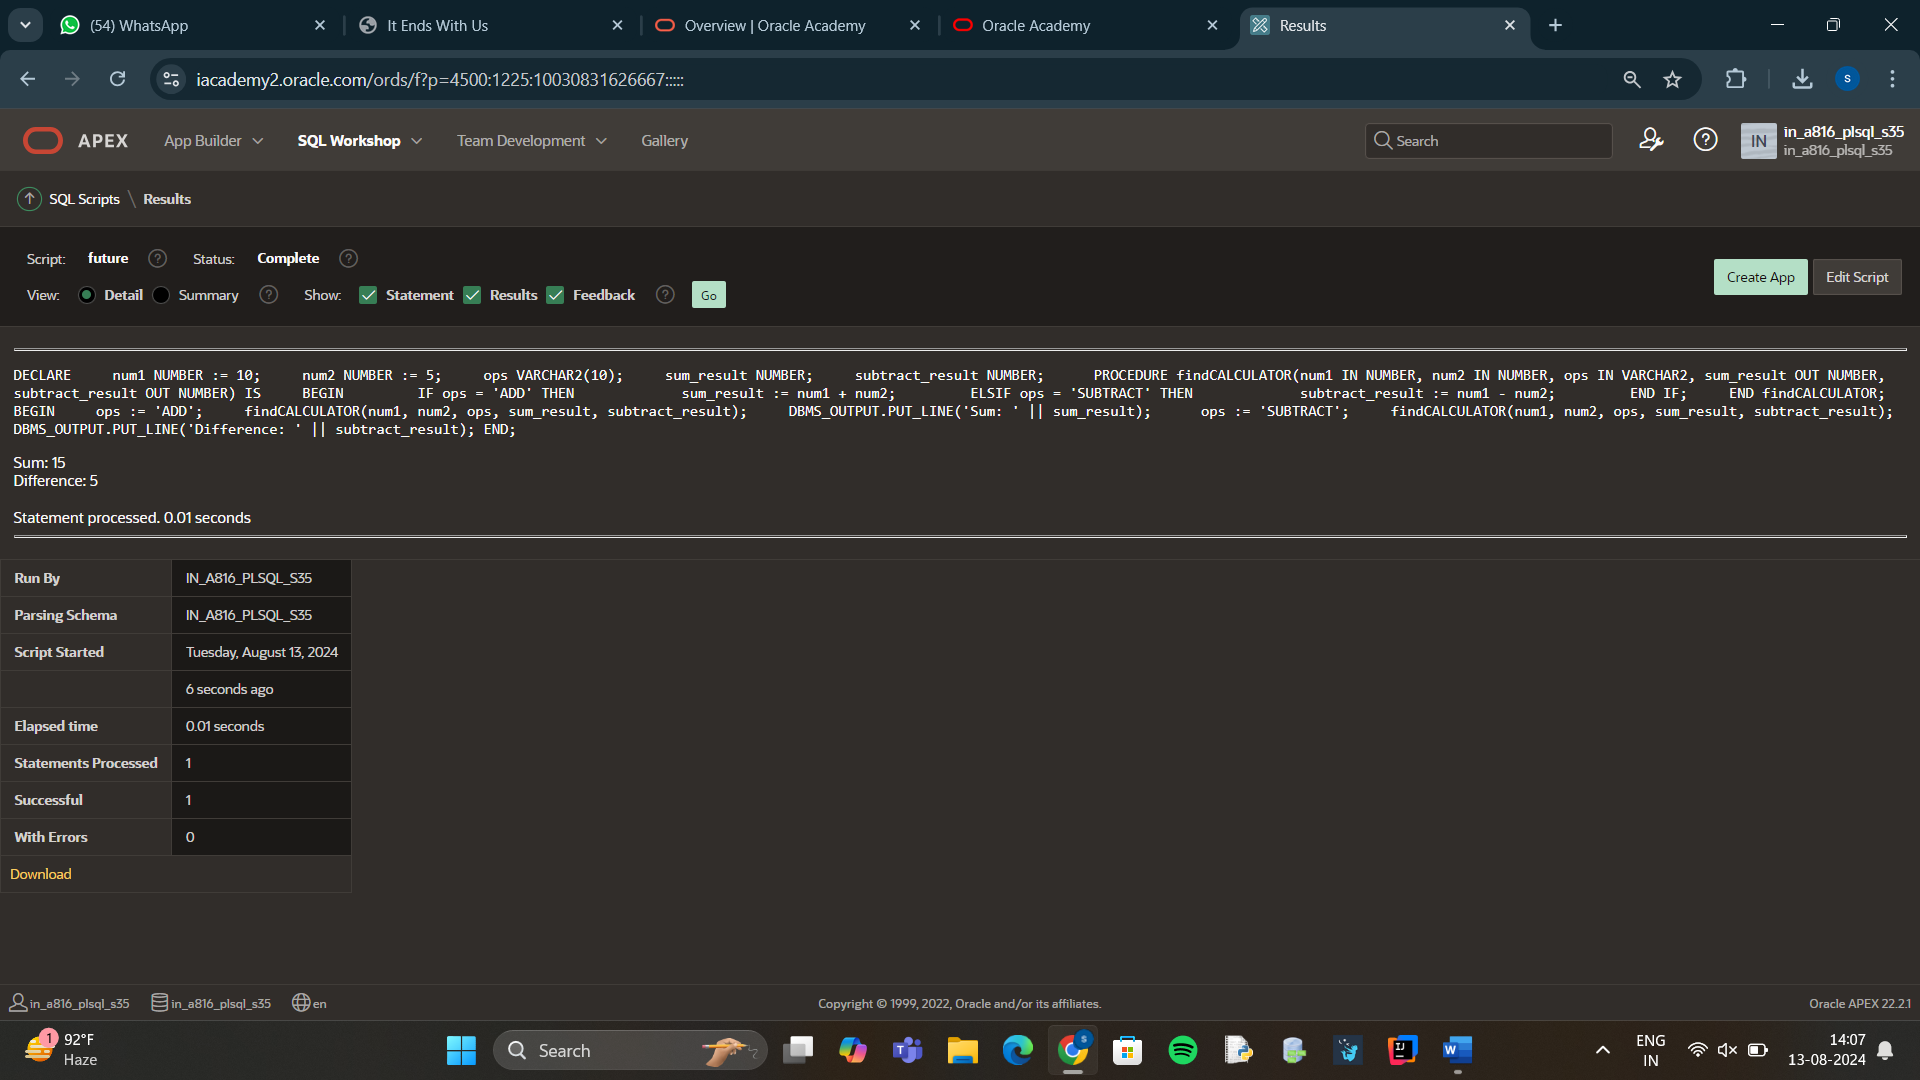 (54) WhatsApp
It Ends With Us
Overview | Oracle Academy
Oracle Academy
Results
iacademy2.oracle.com/ords/f?p=4500:1225:10030831626667:::::
S
APEX
App Builder
SQL Workshop
Team Development
Gallery
Search
IN
in_a816_plsql_s35
in_a816_plsql_s35
SQL Scripts \ Results
Script: future ? Status: Complete ?
View: Detail Summary ? Show: Statement Results Feedback ? Go
Create App
Edit Script
DECLARE     num1 NUMBER := 10;     num2 NUMBER := 5;     ops VARCHAR2(10);     sum_result NUMBER;     subtract_result NUMBER;      PROCEDURE findCALCULATOR(num1 IN NUMBER, num2 IN NUMBER, ops IN VARCHAR2, sum_result OUT NUMBER,
subtract_result OUT NUMBER) IS     BEGIN         IF ops = 'ADD' THEN             sum_result := num1 + num2;         ELSIF ops = 'SUBTRACT' THEN             subtract_result := num1 - num2;         END IF;     END findCALCULATOR;
BEGIN     ops := 'ADD';     findCALCULATOR(num1, num2, ops, sum_result, subtract_result);     DBMS_OUTPUT.PUT_LINE('Sum: ' || sum_result);      ops := 'SUBTRACT';     findCALCULATOR(num1, num2, ops, sum_result, subtract_result);
DBMS_OUTPUT.PUT_LINE('Difference: ' || subtract_result); END;
Sum: 15
Difference: 5
Statement processed. 0.01 seconds
Run By IN_A816_PLSQL_S35
Parsing Schema IN_A816_PLSQL_S35
Script Started Tuesday, August 13, 2024
6 seconds ago
Elapsed time 0.01 seconds
Statements Processed 1
Successful 1
With Errors 0
Download
in_a816_plsql_s35 in_a816_plsql_s35 en
Copyright © 1999, 2022, Oracle and/or its affiliates.
Oracle APEX 22.2.1
1
92°F
Haze
Search
ENG
IN
14:07
13-08-2024